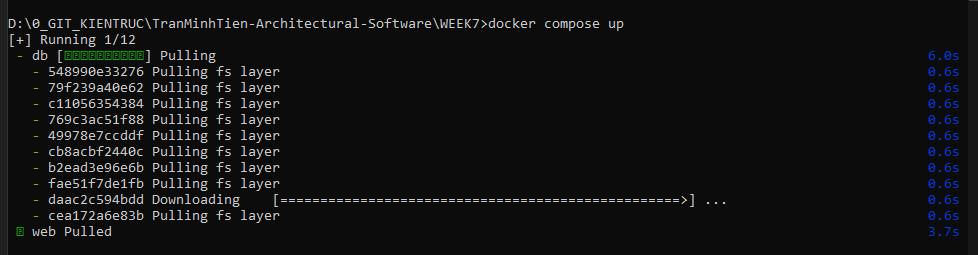 D:\0_GIT_KIENTRUC\TranMinhTien-Architectural-Software\WEEK7>docker compose up
[+] Running 1/12
- db [⍰⍰⍰⍰⍰⍰⍰⍰⍰⍰] Pulling 6.0s
- 548990e33276 Pulling fs layer 0.6s
- 79f239a40e62 Pulling fs layer 0.6s
- c11056354384 Pulling fs layer 0.6s
- 769c3ac51f88 Pulling fs layer 0.6s
- 49978e7ccddf Pulling fs layer 0.6s
- cb8acbf2440c Pulling fs layer 0.6s
- b2ead3e96e6b Pulling fs layer 0.6s
- fae51f7de1fb Pulling fs layer 0.6s
- daac2c594bdd Downloading [==================================================>] ... 0.6s
- cea172a6e83b Pulling fs layer 0.6s
⍰ web Pulled 3.7s